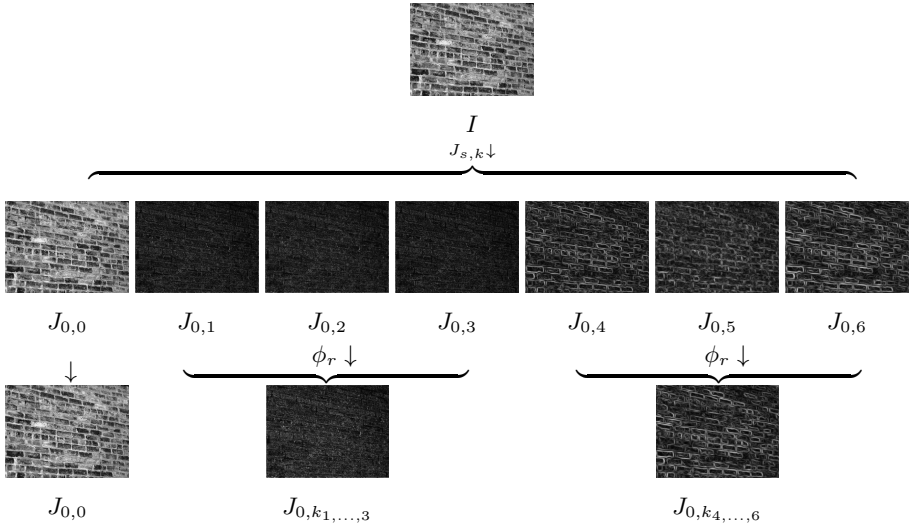 I
J_{s,k}↓
J_{0,0} J_{0,1} J_{0,2} J_{0,3} J_{0,4} J_{0,5} J_{0,6}
↓ ϕ_r ↓ ϕ_r ↓
J_{0,0} J_{0,k_{1,...,3}} J_{0,k_{4,...,6}}